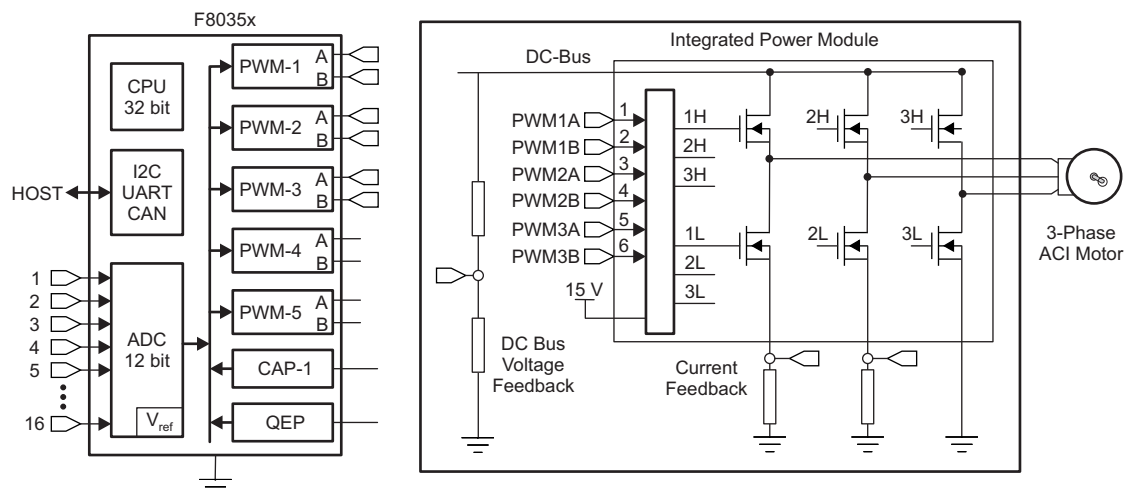 F8035x
CPU
32 bit
I2C
UART
CAN
HOST
1
2
3
4
5
16
ADC
12 bit
Vref
PWM-1
A
B
PWM-2
A
B
PWM-3
A
B
PWM-4
A
B
PWM-5
A
B
CAP-1
QEP
Integrated Power Module
DC-Bus
PWM1A
PWM1B
PWM2A
PWM2B
PWM3A
PWM3B
1
2
3
4
5
6
15 V
1H
2H
3H
1L
2L
3L
2H
3H
2L
3L
DC Bus
Voltage
Feedback
Current
Feedback
3-Phase
ACI Motor